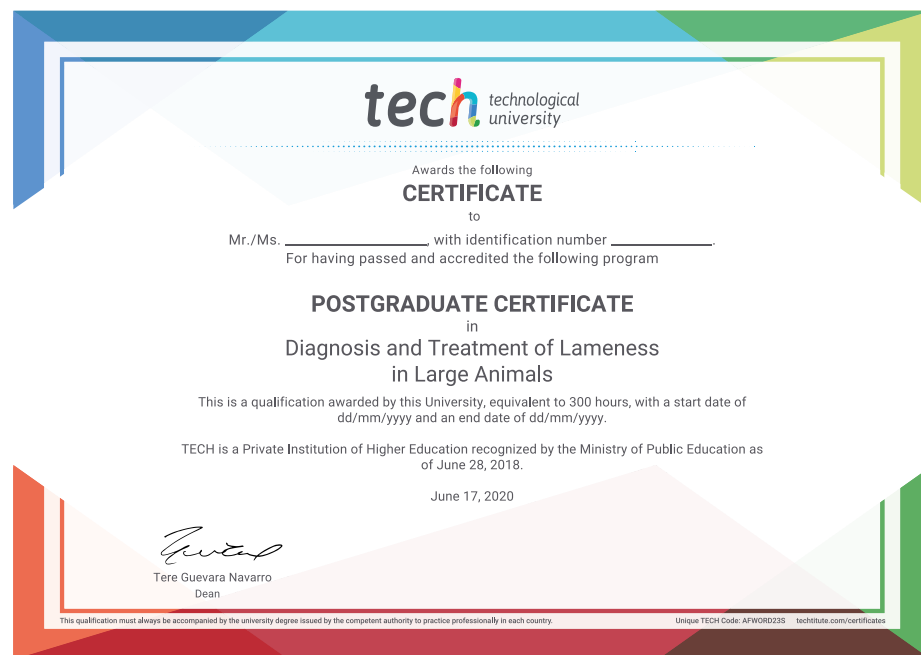 tech technological
university
Awards the following
CERTIFICATE
to
Mr./Ms. ____________________, with identification number ______________.
For having passed and accredited the following program
POSTGRADUATE CERTIFICATE
in
Diagnosis and Treatment of Lameness
in Large Animals
This is a qualification awarded by this University, equivalent to 300 hours, with a start date of
dd/mm/yyyy and an end date of dd/mm/yyyy.
TECH is a Private Institution of Higher Education recognized by the Ministry of Public Education as
of June 28, 2018.
June 17, 2020
Tere Guevara Navarro
Dean
This qualification must always be accompanied by the university degree issued by the competent authority to practice professionally in each country.
Unique TECH Code: AFWORD23S techtitute.com/certificates